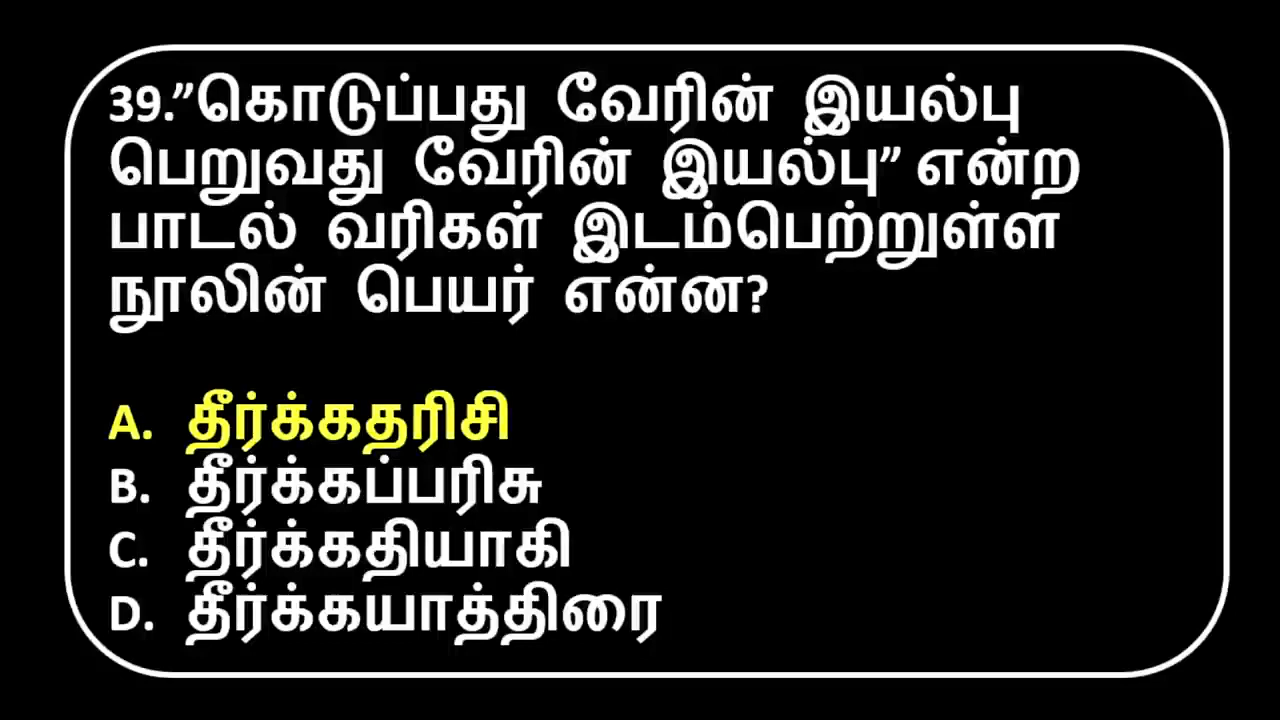 39.”கொடுப்பது வேரின் இயல்பு
பெறுவது வேரின் இயல்பு” என்ற
பாடல் வரிகள் இடம்பெற்றுள்ள
நூலின் பெயர் என்ன?
A. தீர்க்கதரிசி
B. தீர்க்கப்பரிசு
C. தீர்க்கதியாகி
D. தீர்க்கயாத்திரை